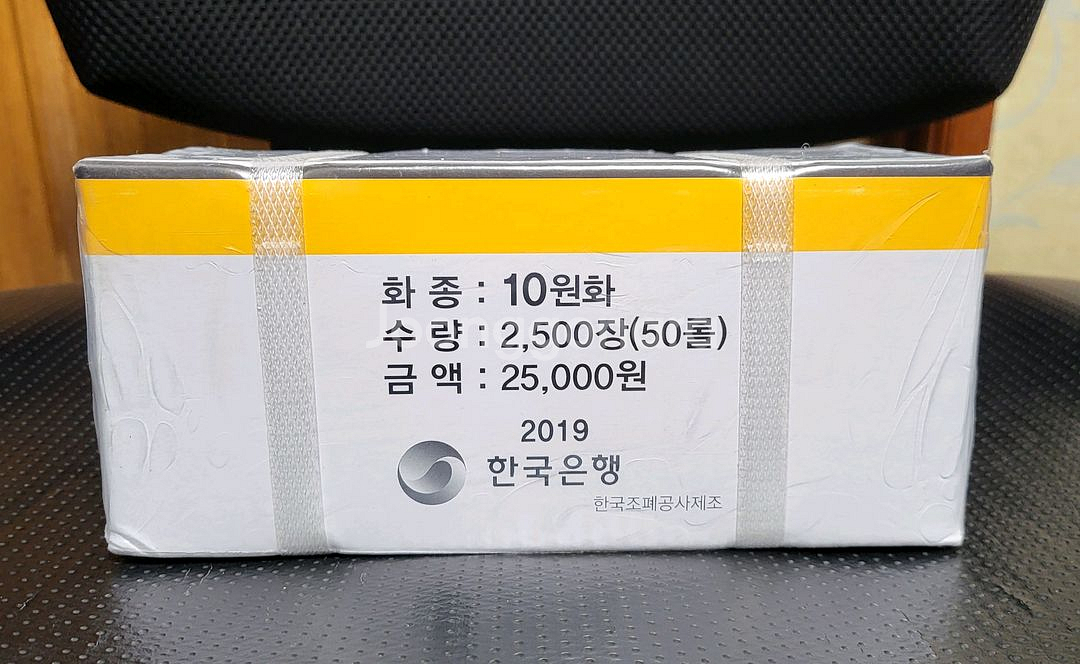 화 종 : 10원화
수 량 : 2,500장(50롤)
금 액 : 25,000원
2019
한국은행
한국조폐공사제조